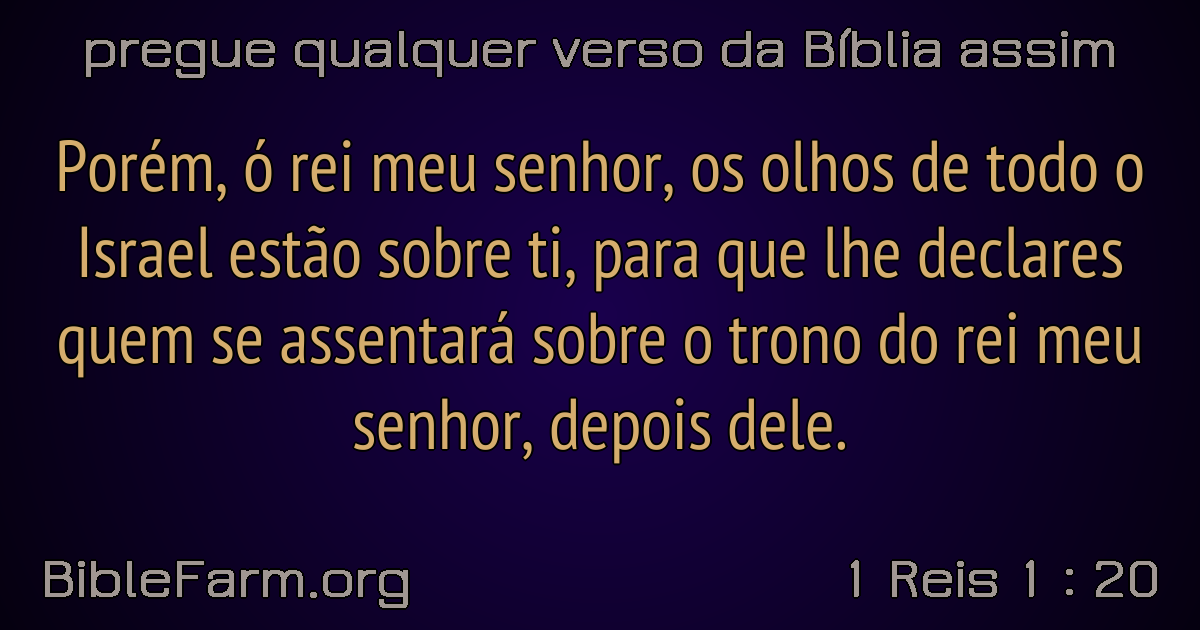 pregue qualquer verso da Bíblia assim
Porém, ó rei meu senhor, os olhos de todo o
Israel estão sobre ti, para que lhe declares
quem se assentará sobre o trono do rei meu
senhor, depois dele.
BibleFarm.org
1 Reis 1 : 20